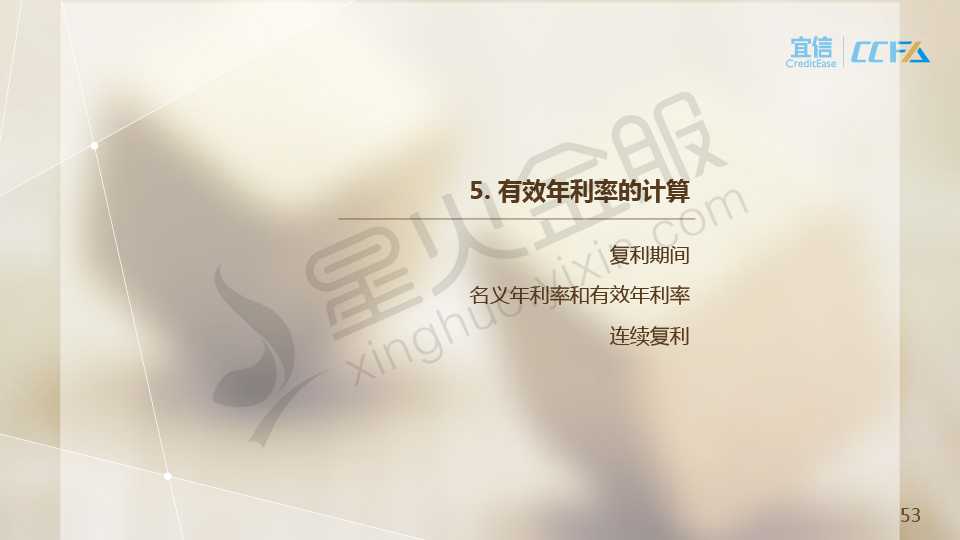 宜信
CreditEase
CCFA
5. 有效年利率的计算
复利期间
名义年利率和有效年利率
连续复利
星火金服
xinghuo.yixin.com
53